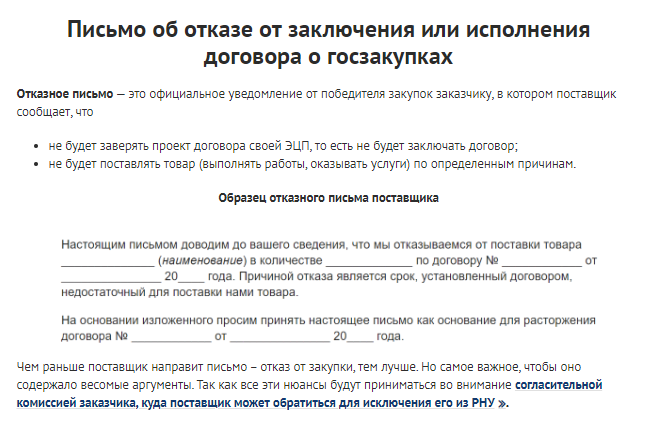 Письмо об отказе от заключения или исполнения
договора о госзакупках
Отказное письмо — это официальное уведомление от победителя закупок заказчику, в котором поставщик
сообщает, что
• не будет заверять проект договора своей ЭЦП, то есть не будет заключать договор;
• не будет поставлять товар (выполнять работы, оказывать услуги) по определенным причинам.
Образец отказного письма поставщика
Настоящим письмом доводим до вашего сведения, что мы отказываемся от поставки товара
______________ (наименование) в количестве _____________ по договору № ____________ от
_______________ 20____ года. Причиной отказа является срок, установленный договором,
недостаточный для поставки нами товара.
На основании изложенного просим принять настоящее письмо как основание для расторжения
договора № ____________ от _______________ 20____ года.
Чем раньше поставщик направит письмо – отказ от закупки, тем лучше. Но самое важное, чтобы оно
содержало весомые аргументы. Так как все эти нюансы будут приниматься во внимание согласительной
комиссией заказчика, куда поставщик может обратиться для исключения его из РНУ ».